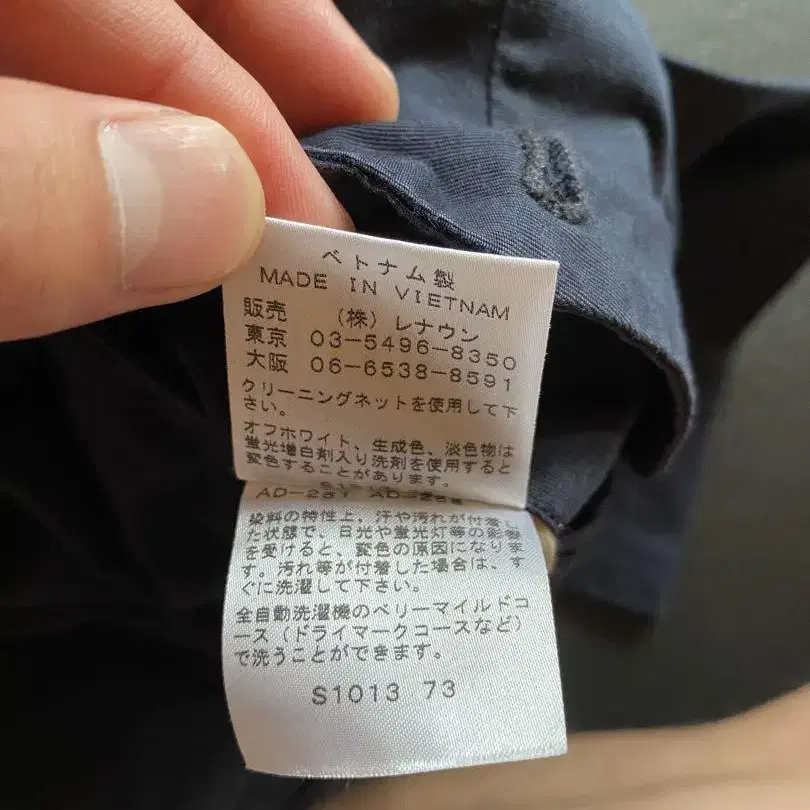 ベトナム製
MADE IN VIETNAM
販売 (株)レナウン
東京 03-5496-8350
大阪 06-6538-8591
クリーニングネットを使用して下
さい。
オフホワイト、生成色、淡色物は
蛍光増白剤入り洗剤を使用すると
変色することがあります。
染料の特性上、汗や汚れが付着し
た状態で、日光や蛍光灯等の影響
を受けると、変色の原因になりま
す。汚れ等が付着した場合は、す
ぐに洗濯して下さい。
全自動洗濯機のベリーマイルドコ
ース(ドライマークコースなど)
で洗うことができます。
S1013 73